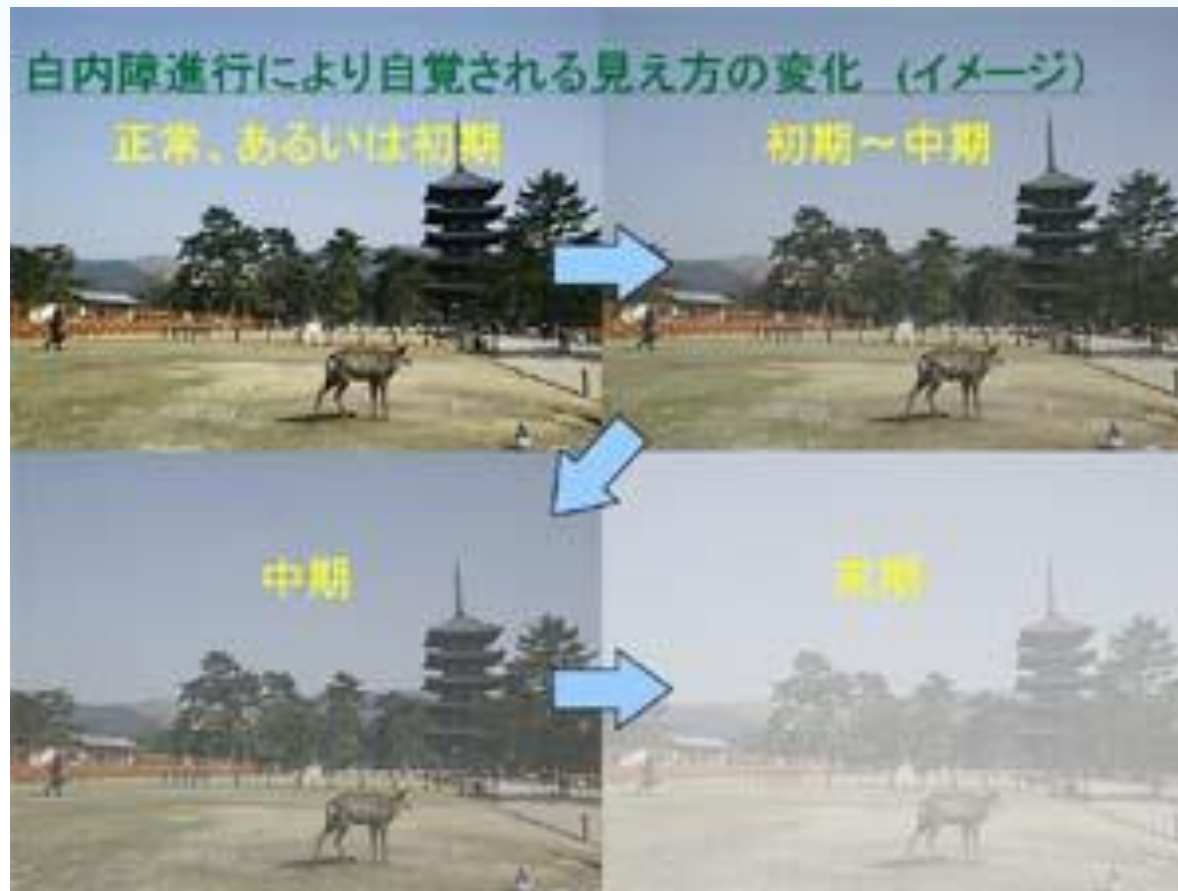 白内障進行により自覚される見え方の変化 (イメージ)
正常、あるいは初期
初期~中期
中期
末期